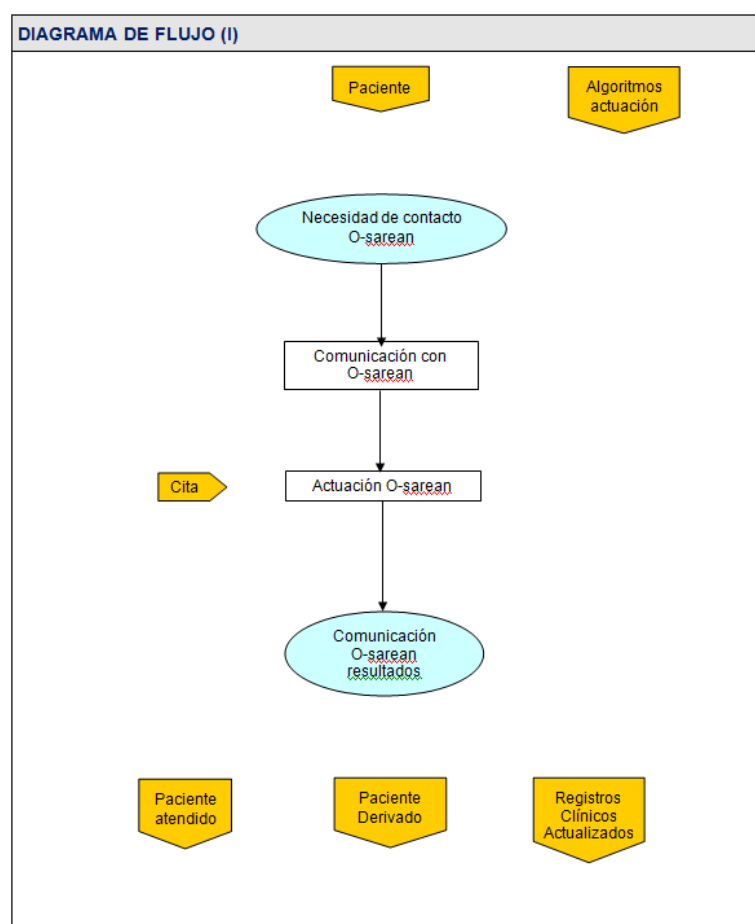 DIAGRAMA DE FLUJO (I)
Paciente
Algoritmos
actuación
Necesidad de contacto
O-sarean
Comunicación con
O-sarean
Cita
Actuación O-sarean
Comunicación
O-sarean
resultados
Paciente
atendido
Paciente
Derivado
Registros
Clínicos
Actualizados